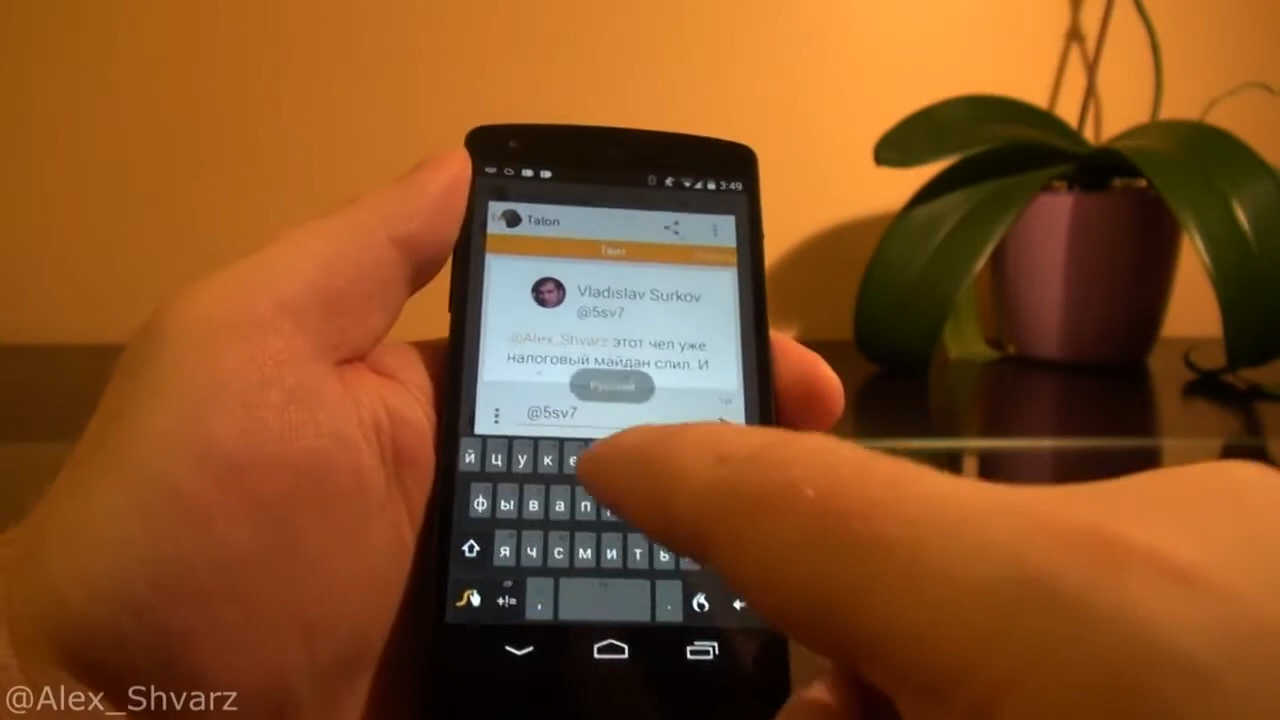 3:49
Talon
Твит
Vladislav Surkov
@5sv7
@Alex_Shvarz этот чел уже
налоговый майдан слил. И
Русский
@5sv7
й ц у к е
ф ы в а п
я ч с м и т ь
+!=
, .
@Alex_Shvarz